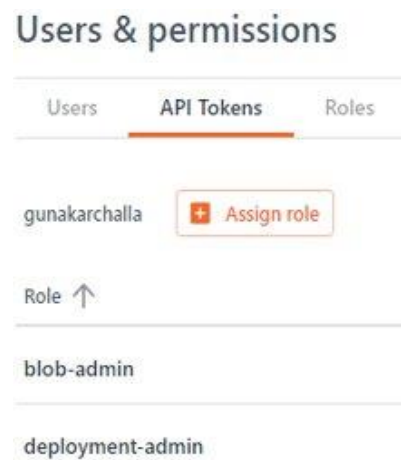 Users & permissions
Users API Tokens Roles
gunakarchalla Assign role
Role
blob-admin
deployment-admin